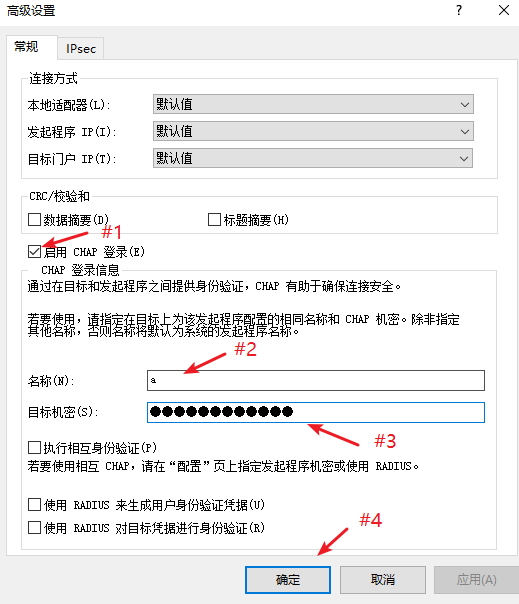 高级设置
常规 IPsec
连接方式
本地适配器(L): 默认值
发起程序 IP(I): 默认值
目标门户 IP(T): 默认值
CRC/校验和
数据摘要(D) 标题摘要(H)
#1
启用 CHAP 登录(E)
CHAP 登录信息
通过在目标和发起程序之间提供身份验证，CHAP 有助于确保连接安全。
若要使用，请指定在目标上为该发起程序配置的相同名称和 CHAP 机密。除非指定
其他名称，否则名称将默认为系统的发起程序名称。
#2
名称(N): a
目标机密(S): ●●●●●●●●●●●●
#3
执行相互身份验证(P)
若要使用相互 CHAP，请在“配置”页上指定发起程序机密或使用 RADIUS。
使用 RADIUS 来生成用户身份验证凭据(U)
使用 RADIUS 对目标凭据进行身份验证(R)
#4
确定 取消 应用(A)